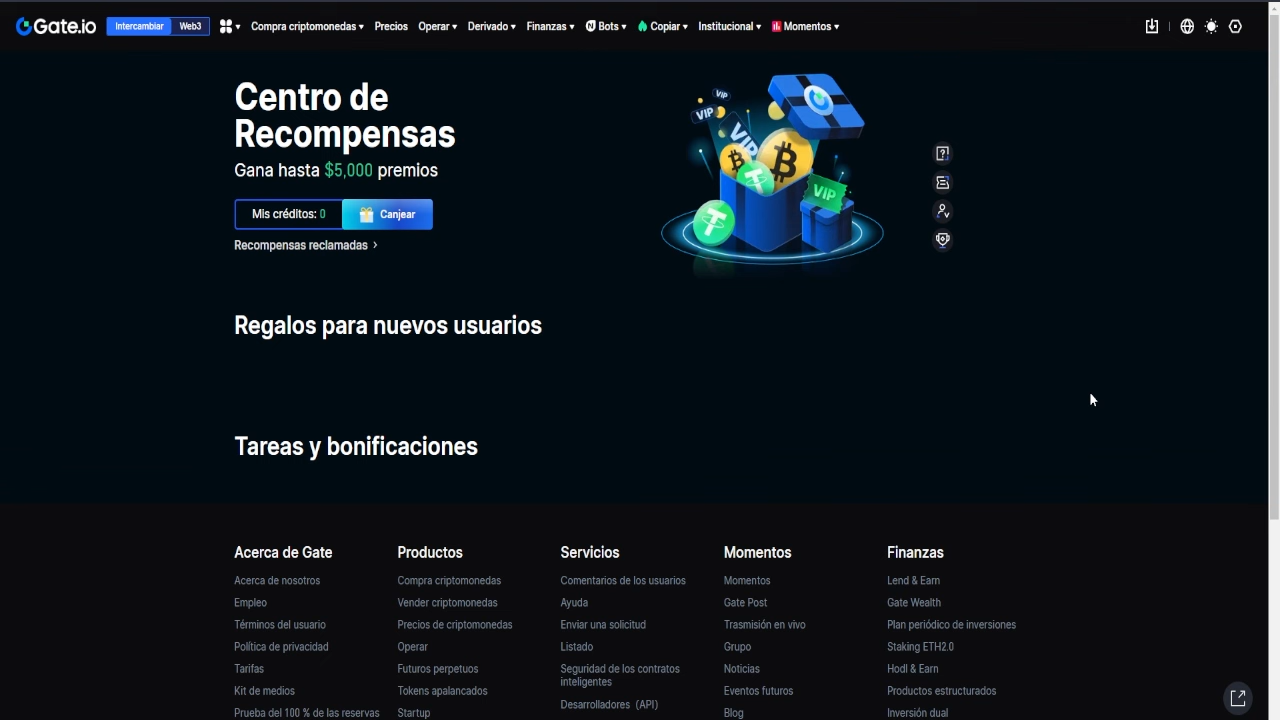 Gate.io Intercambiar Web3 Compra criptomonedas Precios Operar Derivado Finanzas Bots Copiar Institucional Momentos
Centro de
Recompensas
Gana hasta $5,000 premios
Mis créditos: 0 Canjear
Recompensas reclamadas
VIP
VIP
VIP
VIP
Regalos para nuevos usuarios
Tareas y bonificaciones
Acerca de Gate
Acerca de nosotros
Empleo
Términos del usuario
Política de privacidad
Tarifas
Kit de medios
Prueba del 100 % de las reservas
Productos
Compra criptomonedas
Vender criptomonedas
Precios de criptomonedas
Operar
Futuros perpetuos
Tokens apalancados
Startup
Servicios
Comentarios de los usuarios
Ayuda
Enviar una solicitud
Listado
Seguridad de los contratos
inteligentes
Desarrolladores (API)
Momentos
Momentos
Gate Post
Trasmisión en vivo
Grupo
Noticias
Eventos futuros
Blog
Finanzas
Lend & Earn
Gate Wealth
Plan periódico de inversiones
Staking ETH2.0
Hodl & Earn
Productos estructurados
Inversión dual